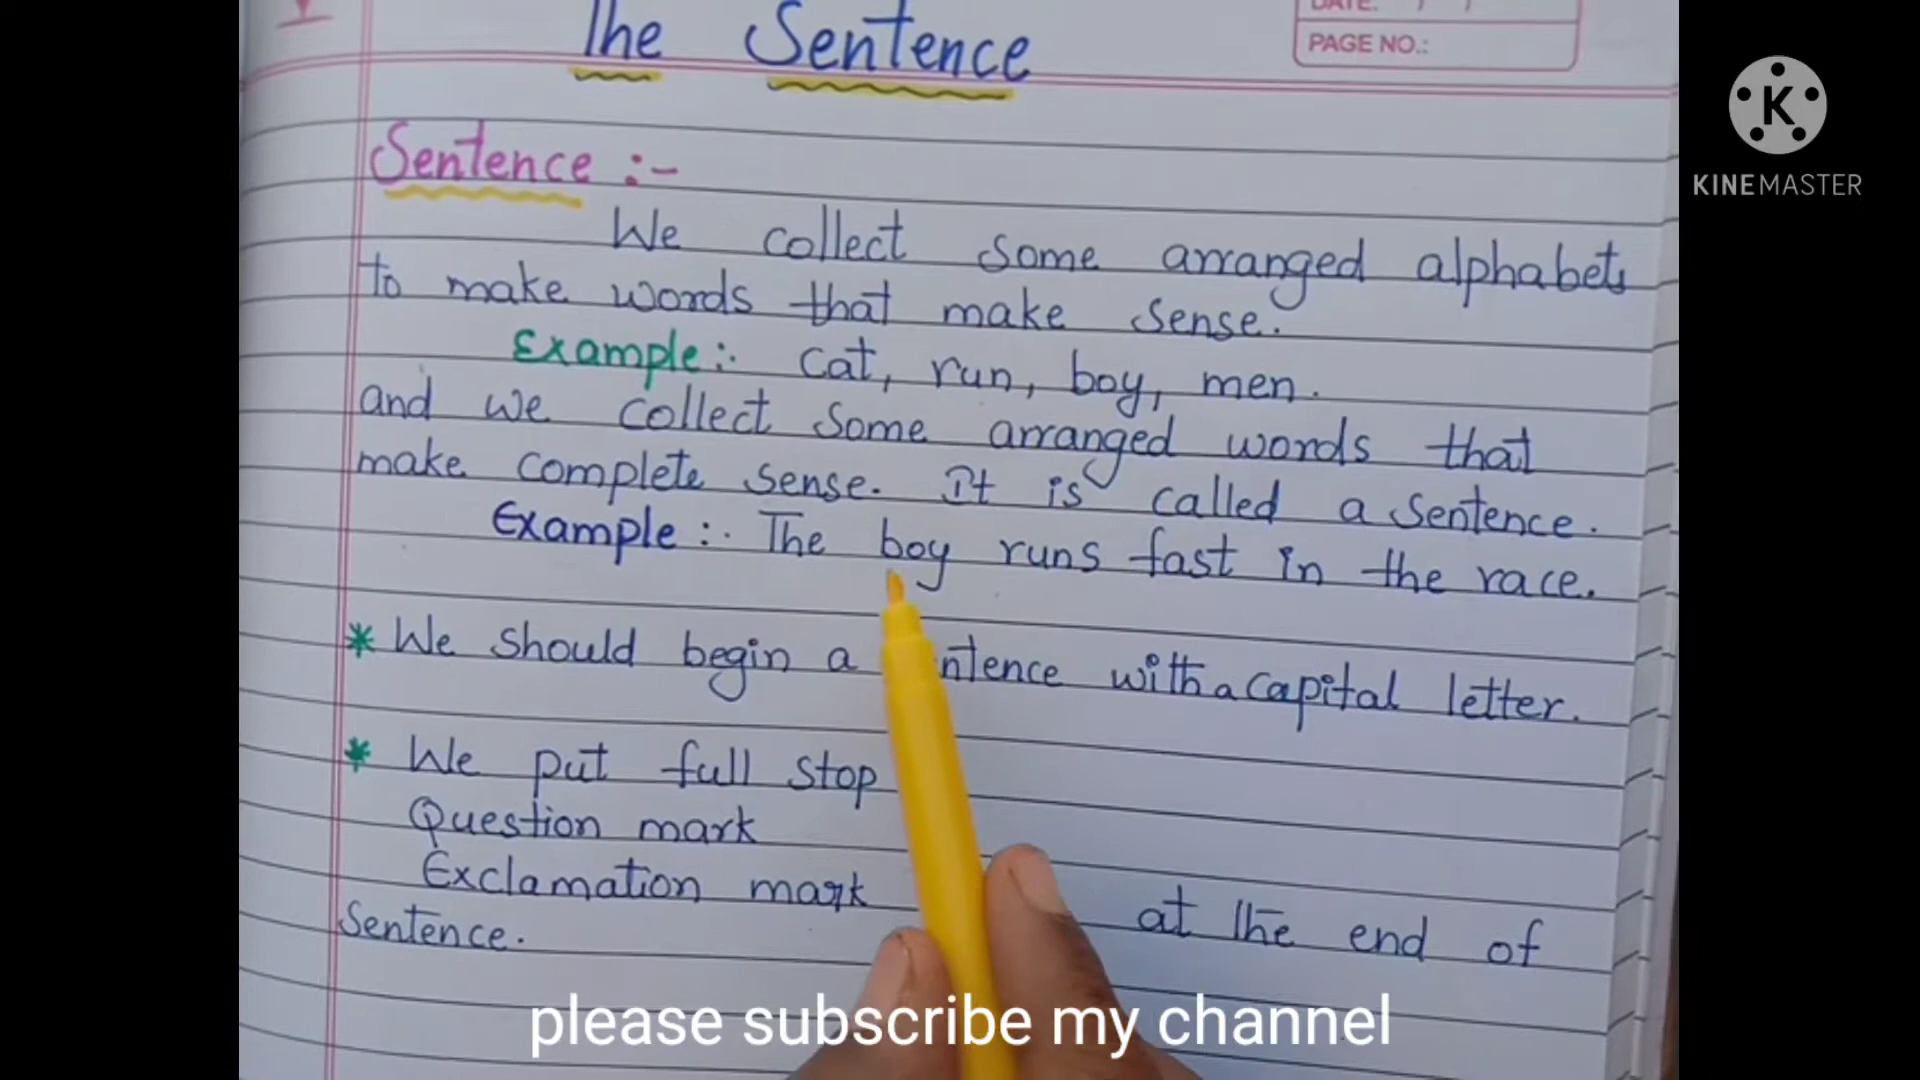 DATE: / /
PAGE NO.:
The Sentence
Sentence :-
We collect some arranged alphabets
to make words that make sense.
Example :- cat, run, boy, men.
and we collect some arranged words that
make complete sense. It is called a sentence.
Example :- The boy runs fast in the race.
* We should begin a ntence with a capital letter.
* We put full stop
Question mark
Exclamation mark at the end of
Sentence.
please subscribe my channel
K
KINEMASTER